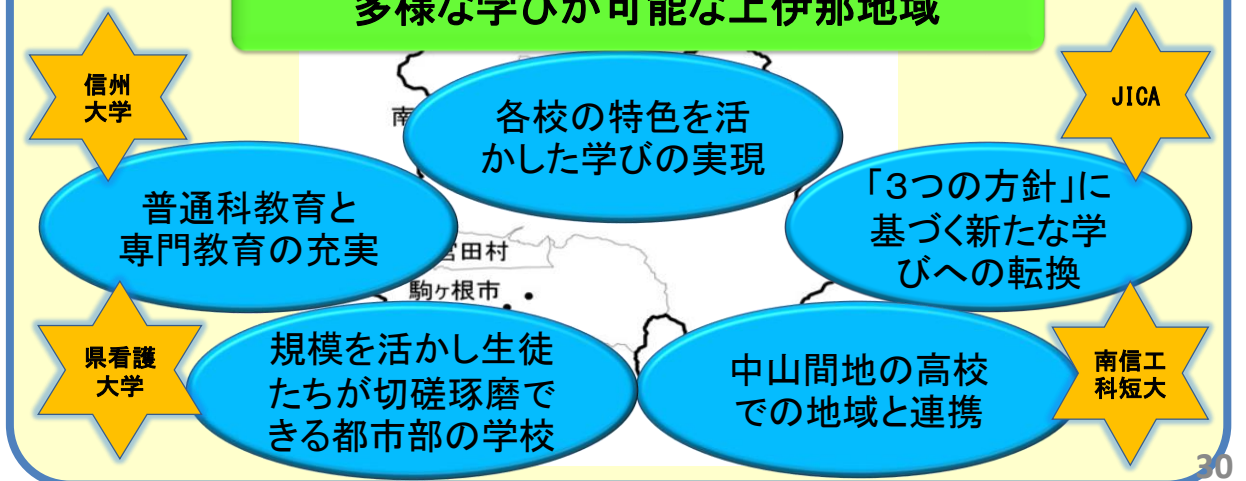 多様な学びが可能な上伊那地域
信州
大学
JICA
南
各校の特色を活
かした学びの実現
普通科教育と
専門教育の充実
「3つの方針」に
基づく新たな学
びへの転換
宮田村
駒ヶ根市
県看護
大学
規模を活かし生徒
たちが切磋琢磨で
きる都市部の学校
中山間地の高校
での地域と連携
南信工
科短大
30